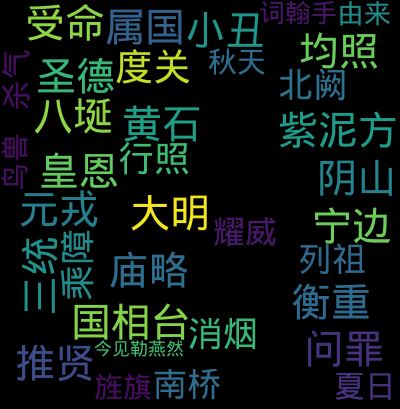 受命
属国
小丑
词翰手
由来
均照
杀气
圣德
度关
秋天
北阙
八埏
黄石
紫泥方
鸟兽
皇恩
行照
阴山
元戎
大明
耀威
宁边
三统
乘障
庙略
列祖
衡重
国相台
消烟
问罪
推贤
今见勒燕然
旌旗
南桥
夏日